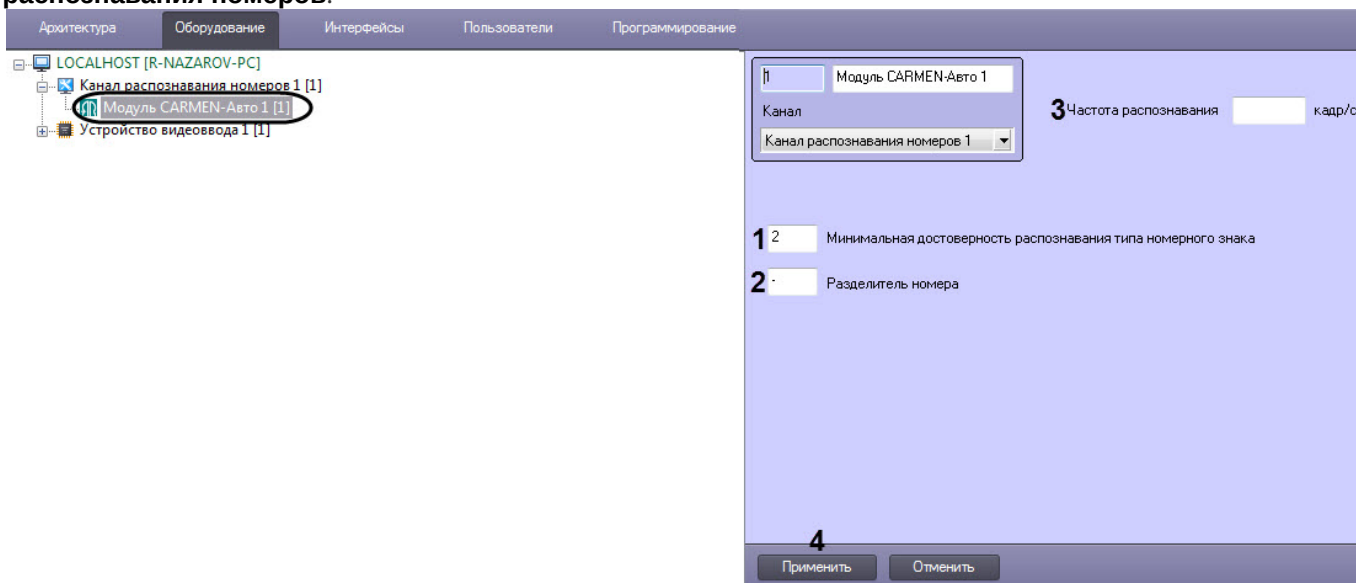 распознавания номеров.
Архитектура Оборудование Интерфейсы Пользователи Программирование
LOCALHOST [R-NAZAROV-PC]
Канал распознавания номеров 1 [1]
Модуль CARMEN-Авто 1 [1]
Устройство видеоввода 1 [1]
1 Модуль CARMEN-Авто 1
Канал
Канал распознавания номеров 1
3 Частота распознавания кадр/с
1 2 Минимальная достоверность распознавания типа номерного знака
2 - Разделитель номера
4
Применить Отменить